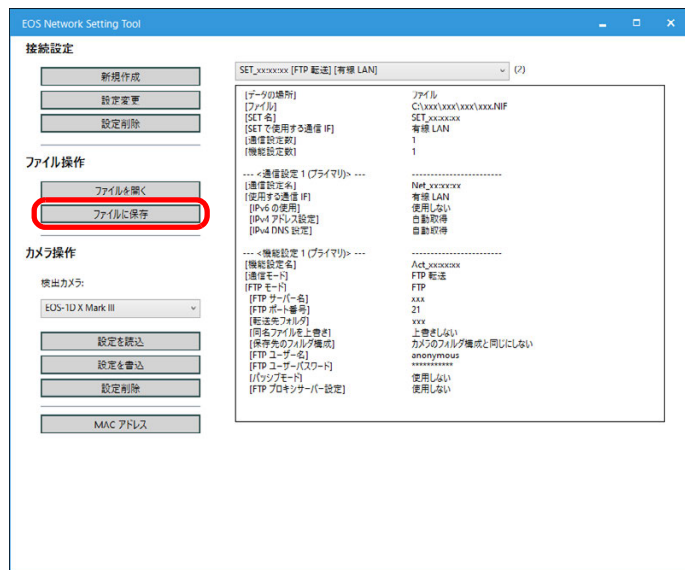 EOS Network Setting Tool
接続設定
新規作成
設定変更
設定削除
ファイル操作
ファイルを開く
ファイルに保存
カメラ操作
検出カメラ:
EOS-1D X Mark III
設定を読込
設定を書込
設定削除
MAC アドレス
SET_xx:xx:xx [FTP 転送] [有線 LAN] (2)
[データの場所] ファイル
[ファイル] C:\xxx\xxx\xxx\xxx.NIF
[SET 名] SET_xx:xx:xx
[SET で使用する通信 IF] 有線 LAN
[通信設定数] 1
[機能設定数] 1
--- <通信設定 1 (プライマリ)> --- ------------------------
[通信設定名] Net_xx:xx:xx
[使用する通信 IF] 有線 LAN
[IPv6 の使用] 使用しない
[IPv4 アドレス設定] 自動取得
[IPv4 DNS 設定] 自動取得
--- <機能設定 1 (プライマリ)> --- ------------------------
[機能設定名] Act_xx:xx:xx
[通信モード] FTP 転送
[FTP モード] FTP
[FTP サーバー名] xxx
[FTP ポート番号] 21
[転送先フォルダ] xxx
[同名ファイルを上書き] 上書きしない
[保存先のフォルダ構成] カメラのフォルダ構成と同じにしない
[FTP ユーザー名] anonymous
[FTP ユーザーパスワード] ***********
[パッシブモード] 使用しない
[FTP プロキシサーバー設定] 使用しない